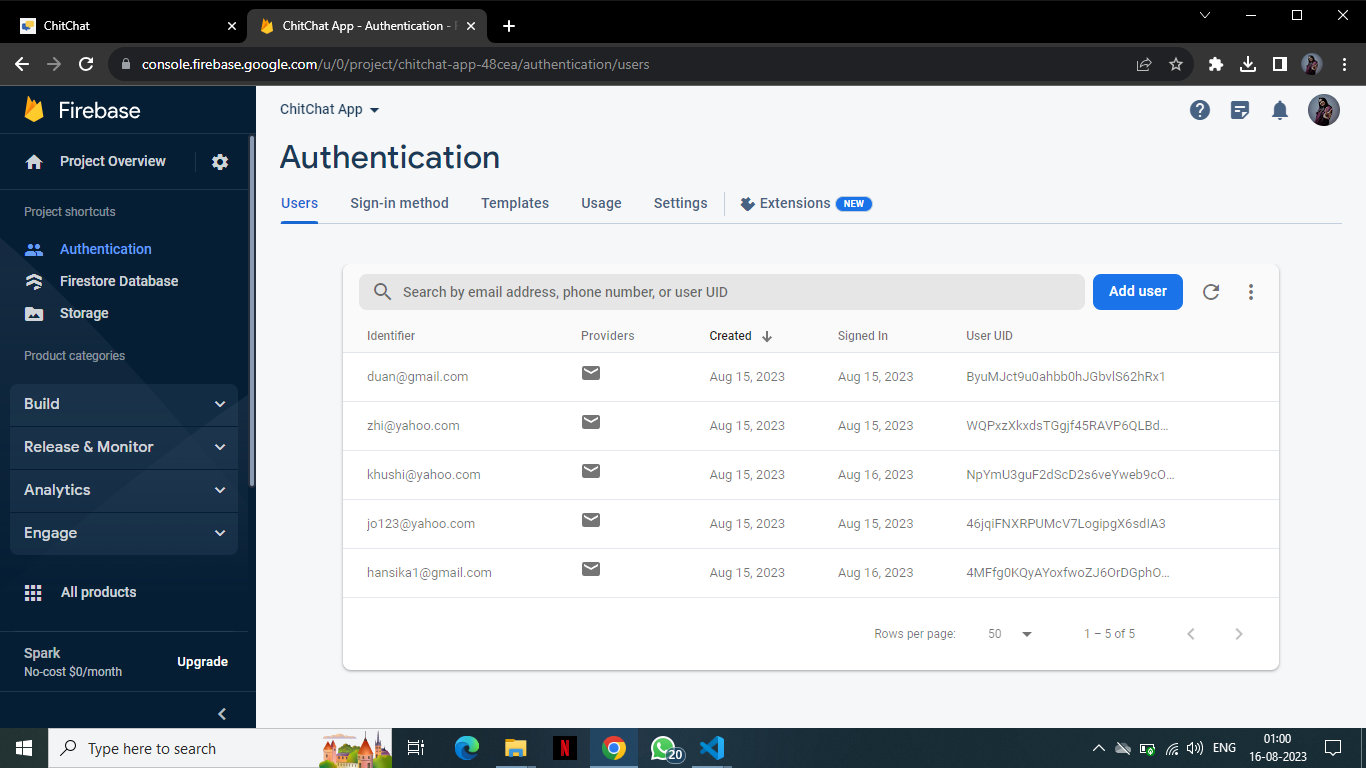 ChitChat
ChitChat App - Authentication -
console.firebase.google.com/u/0/project/chitchat-app-48cea/authentication/users
Firebase
Project Overview
Project shortcuts
Authentication
Firestore Database
Storage
Product categories
Build
Release & Monitor
Analytics
Engage
All products
Spark
No-cost $0/month
Upgrade
ChitChat App
Authentication
Users Sign-in method Templates Usage Settings Extensions NEW
Search by email address, phone number, or user UID
Add user
Identifier Providers Created Signed In User UID
duan@gmail.com Aug 15, 2023 Aug 15, 2023 ByuMJct9u0ahbb0hJGbvlS62hRx1
zhi@yahoo.com Aug 15, 2023 Aug 15, 2023 WQPxzXkxdsTGgjf45RAVP6QLBd...
khushi@yahoo.com Aug 15, 2023 Aug 16, 2023 NpYmU3guF2dScD2s6veYweb9cO...
jo123@yahoo.com Aug 15, 2023 Aug 15, 2023 46jqiFNXRPUMcV7LogipgX6sdIA3
hansika1@gmail.com Aug 15, 2023 Aug 16, 2023 4MFfg0KQyAYoxfwoZJ6OrDGphO...
Rows per page: 50 1 – 5 of 5
Type here to search
N
20
ENG
01:00
16-08-2023